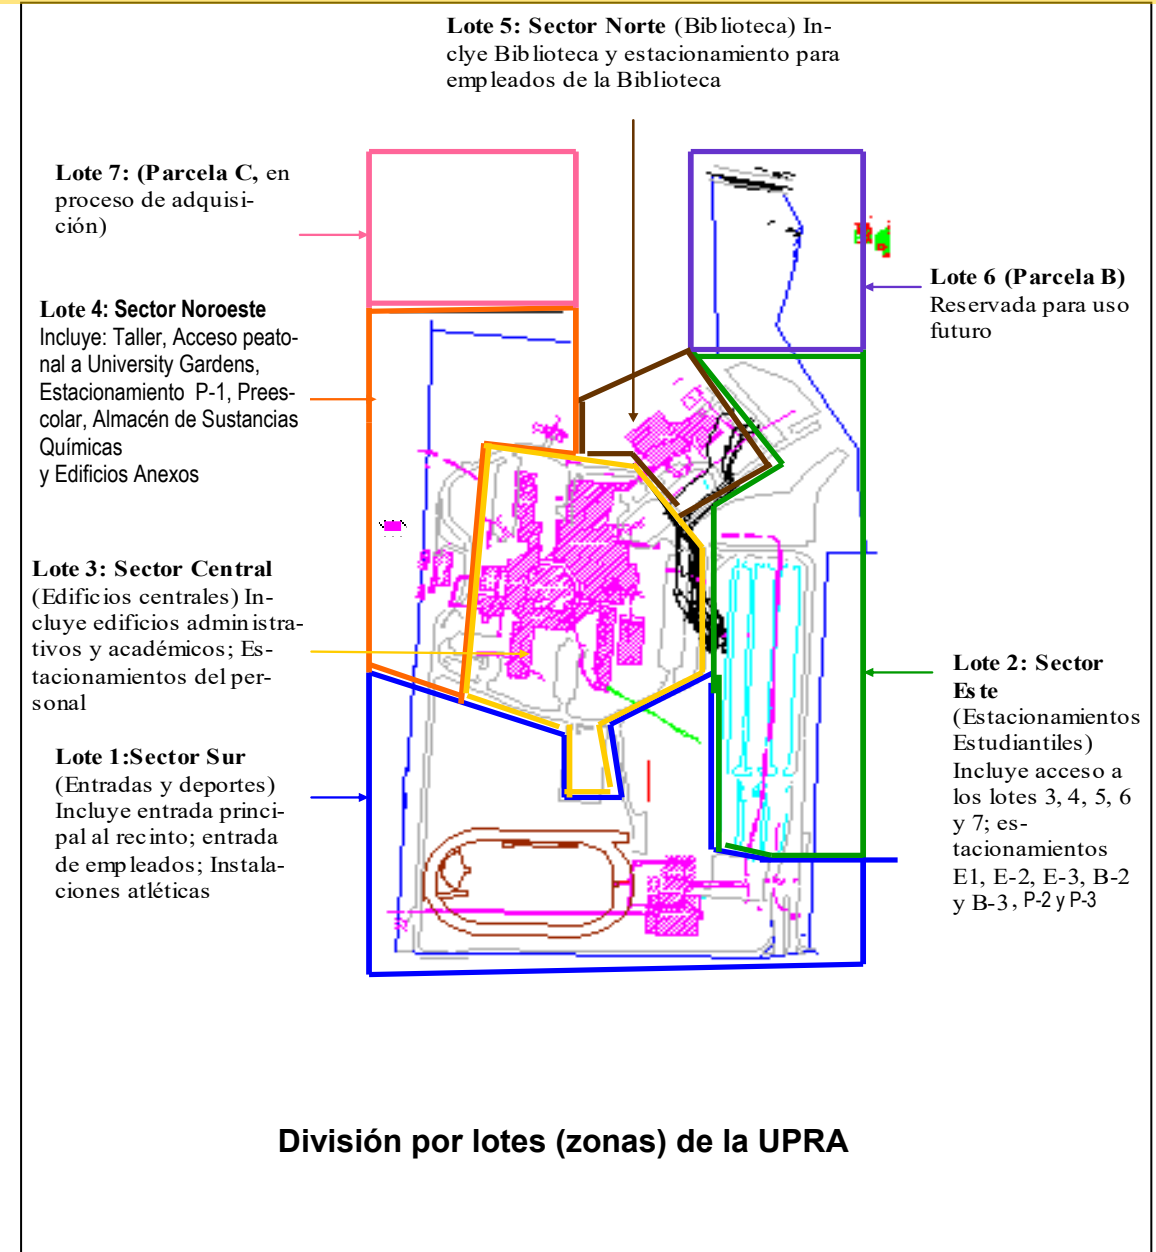 Lote 5: Sector Norte (Biblioteca) In-
clye Biblioteca y estacionamiento para
empleados de la Biblioteca
Lote 7: (Parcela C, en
proceso de adquisi-
ción)
Lote 6 (Parcela B)
Reservada para uso
futuro
Lote 4: Sector Noroeste
Incluye: Taller, Acceso peato-
nal a University Gardens,
Estacionamiento P-1, Prees-
colar, Almacén de Sustancias
Químicas
y Edificios Anexos
Lote 3: Sector Central
(Edificios centrales) In-
cluye edificios administra-
tivos y académicos; Es-
tacionamientos del per-
sonal
Lote 2: Sector
Este
(Estacionamientos
Estudiantiles)
Incluye acceso a
los lotes 3, 4, 5, 6
y 7; es-
tacionamientos
E1, E-2, E-3, B-2
y B-3, P-2 y P-3
Lote 1:Sector Sur
(Entradas y deportes)
Incluye entrada princi-
pal al recinto; entrada
de empleados; Instala-
ciones atléticas
División por lotes (zonas) de la UPRA